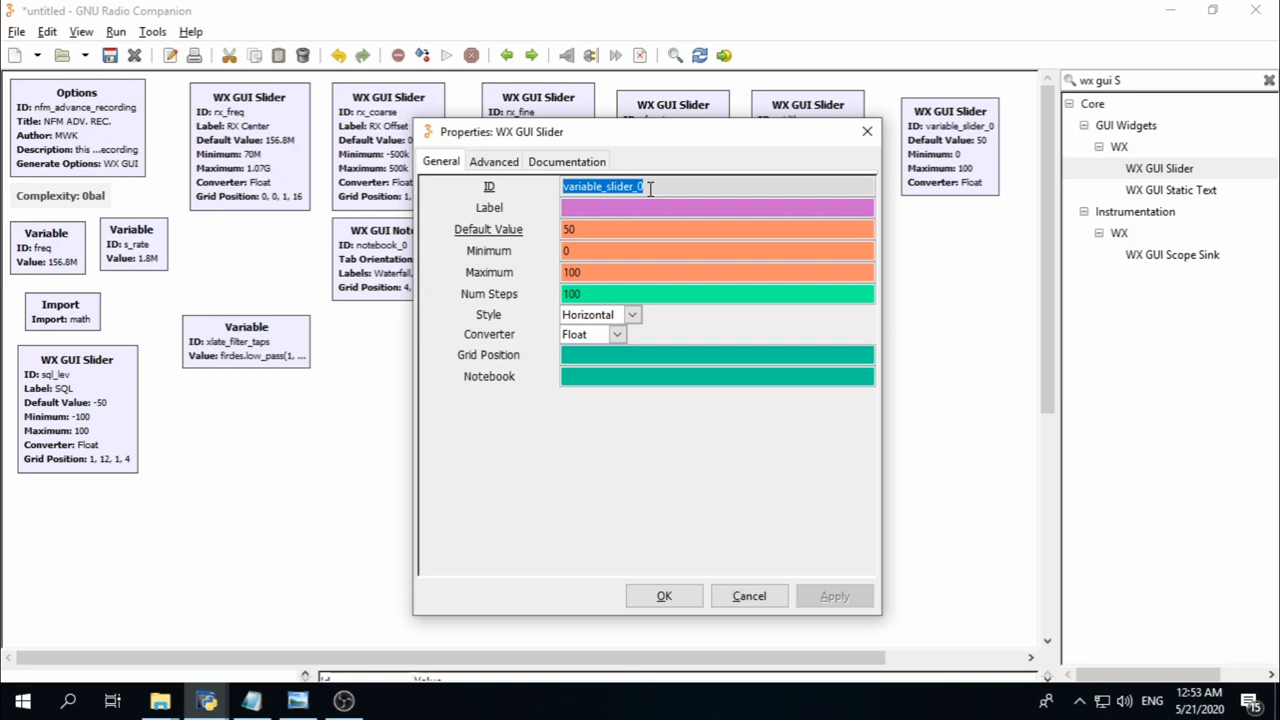 *untitled - GNU Radio Companion
File Edit View Run Tools Help
Options
ID: nfm_advance_recording
Title: NFM ADV. REC.
Author: MWK
Description: this ...ecording
Generate Options: WX GUI
Complexity: 0bal
Variable
ID: freq
Value: 156.8M
Variable
ID: s_rate
Value: 1.8M
Import
Import: math
WX GUI Slider
ID: sql_lev
Label: SQL
Default Value: -50
Minimum: -100
Maximum: 100
Converter: Float
Grid Position: 1, 12, 1, 4
WX GUI Slider
ID: rx_freq
Label: RX Center
Default Value: 156.8M
Minimum: 70M
Maximum: 1.07G
Converter: Float
Grid Position: 0, 0, 1, 16
Variable
ID: xlate_filter_taps
Value: firdes.low_pass(1, ...
WX GUI Slider
ID: rx_coarse
Label: RX Offset
Default Value: 0
Minimum: -500k
Maximum: 500k
Converter: Float
Grid Position: 1,
WX GUI Note
ID: notebook_0
Tab Orientation
Labels: Waterfall,
Grid Position: 4,
WX GUI Slider
ID: rx_fine
WX GUI Slider
WX GUI Slider
WX GUI Slider
ID: variable_slider_0
Default Value: 50
Minimum: 0
Maximum: 100
Converter: Float
Properties: WX GUI Slider
General Advanced Documentation
ID variable_slider_0
Label
Default Value 50
Minimum 0
Maximum 100
Num Steps 100
Style Horizontal
Converter Float
Grid Position
Notebook
OK Cancel Apply
wx gui S
Core
GUI Widgets
WX
WX GUI Slider
WX GUI Static Text
Instrumentation
WX
WX GUI Scope Sink
ENG
12:53 AM
5/21/2020
15